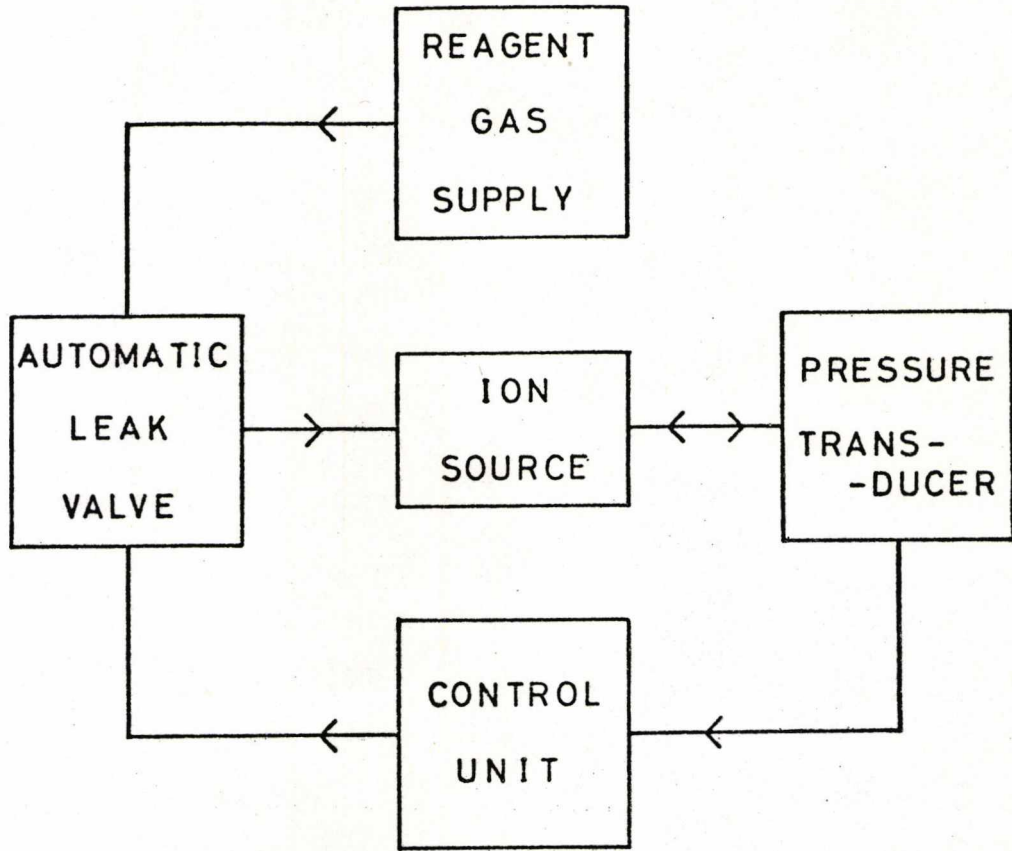 REAGENT
GAS
SUPPLY
AUTOMATIC
LEAK
VALVE
ION
SOURCE
PRESSURE
TRANS-
-DUCER
CONTROL
UNIT